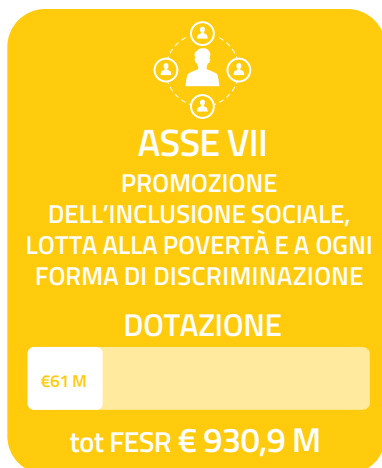 ASSE VII
PROMOZIONE
DELL'INCLUSIONE SOCIALE,
LOTTA ALLA POVERTÀ E A OGNI
FORMA DI DISCRIMINAZIONE
DOTAZIONE
€61 M
tot FESR € 930,9 M